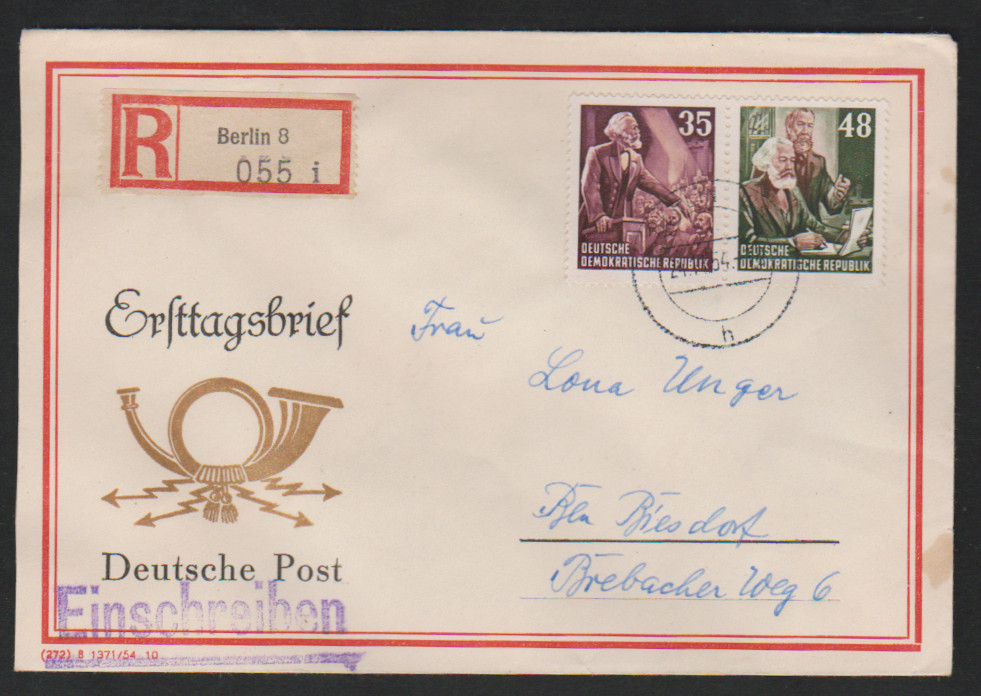 R
Berlin 8
055 i
35
DEUTSCHE
DEMOKRATISCHE REPUBLIK
48
DEUTSCHE
DEMOKRATISCHE REPUBLIK
h
Ersttagsbrief
Deutsche Post
Einschreiben
Frau
Lona Unger
Bln Biesdorf
Brebacher Weg 6
(272) B 1371/54 10